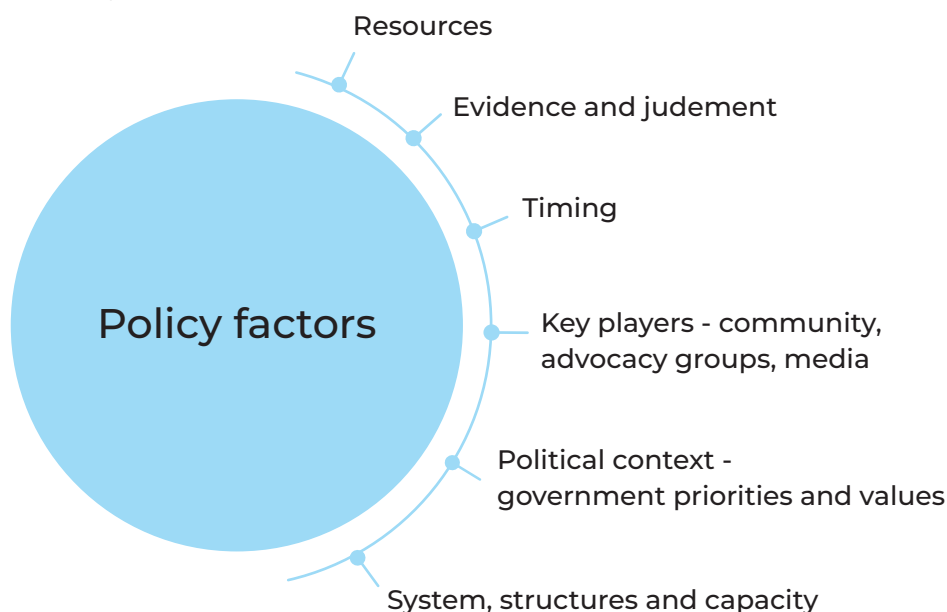 Resources
Evidence and judement
Timing
Policy factors
Key players - community,
advocacy groups, media
Political context -
government priorities and values
System, structures and capacity